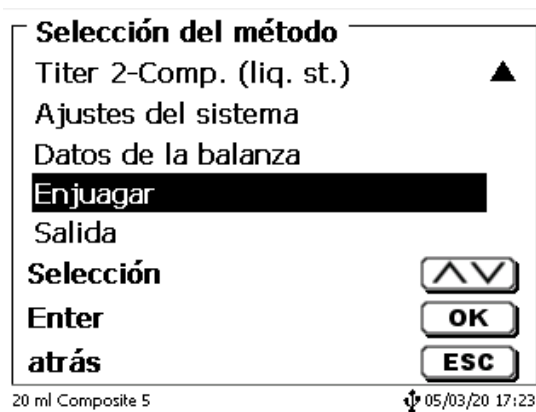 Selección del método
Titer 2-Comp. (liq. st.)
Ajustes del sistema
Datos de la balanza
Enjuagar
Salida
Selección
Enter OK
atrás ESC
20 ml Composite 5 05/03/20 17:23